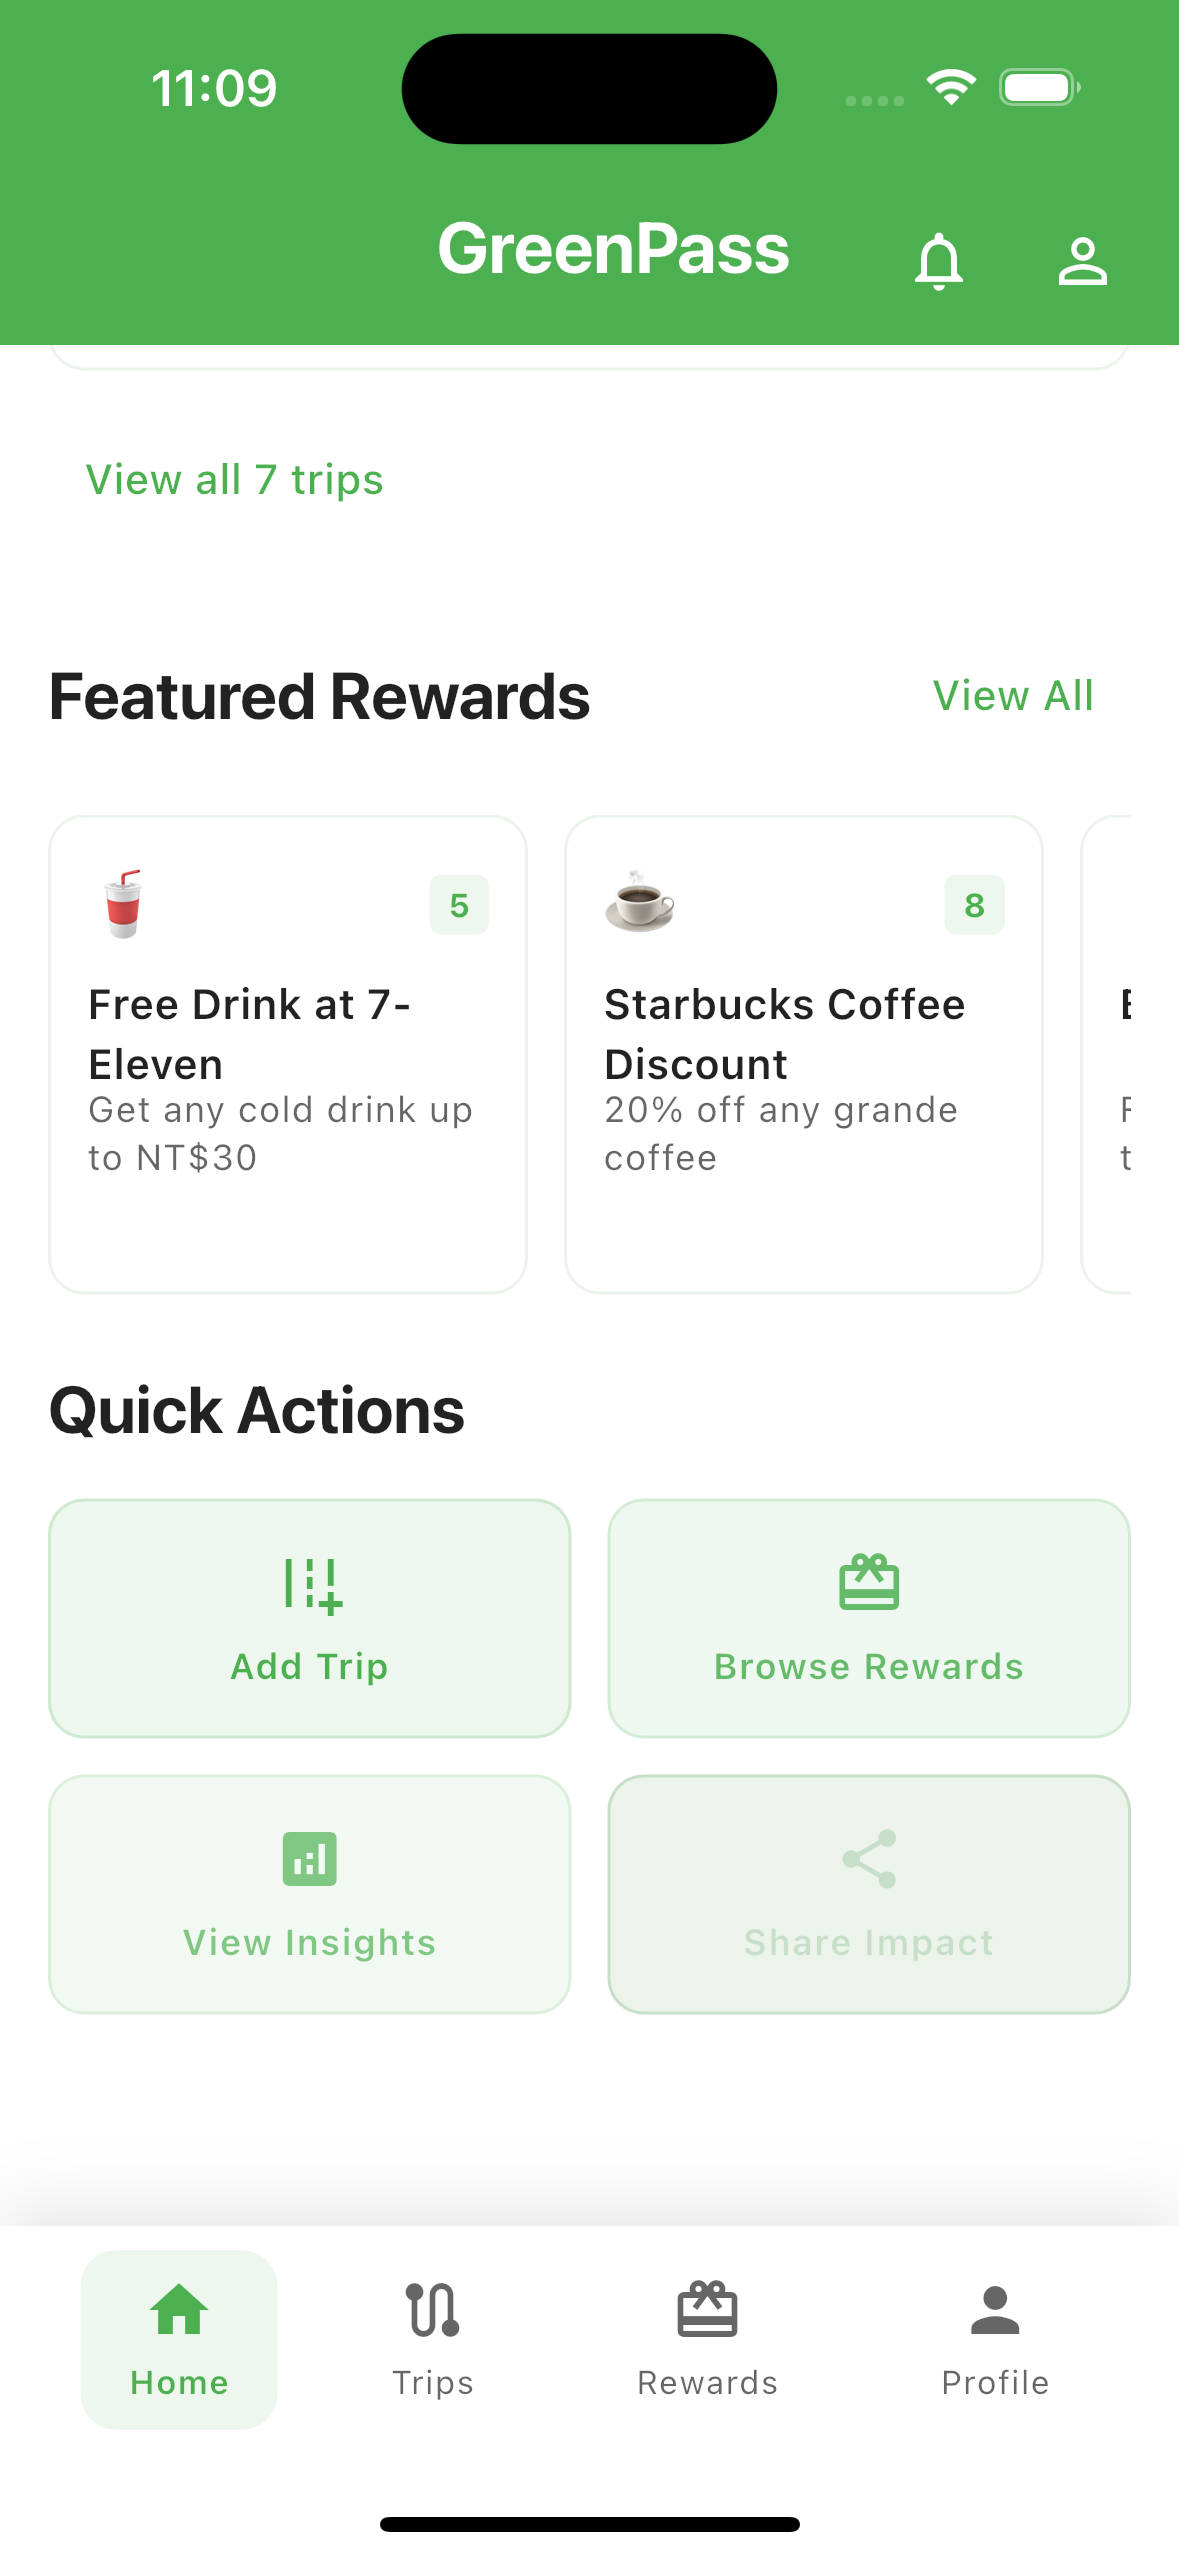 11:09
GreenPass
View all 7 trips
Featured Rewards
View All
5
Free Drink at 7-
Eleven
Get any cold drink up
to NT$30
8
Starbucks Coffee
Discount
20% off any grande
coffee
Quick Actions
Add Trip
Browse Rewards
View Insights
Share Impact
Home
Trips
Rewards
Profile